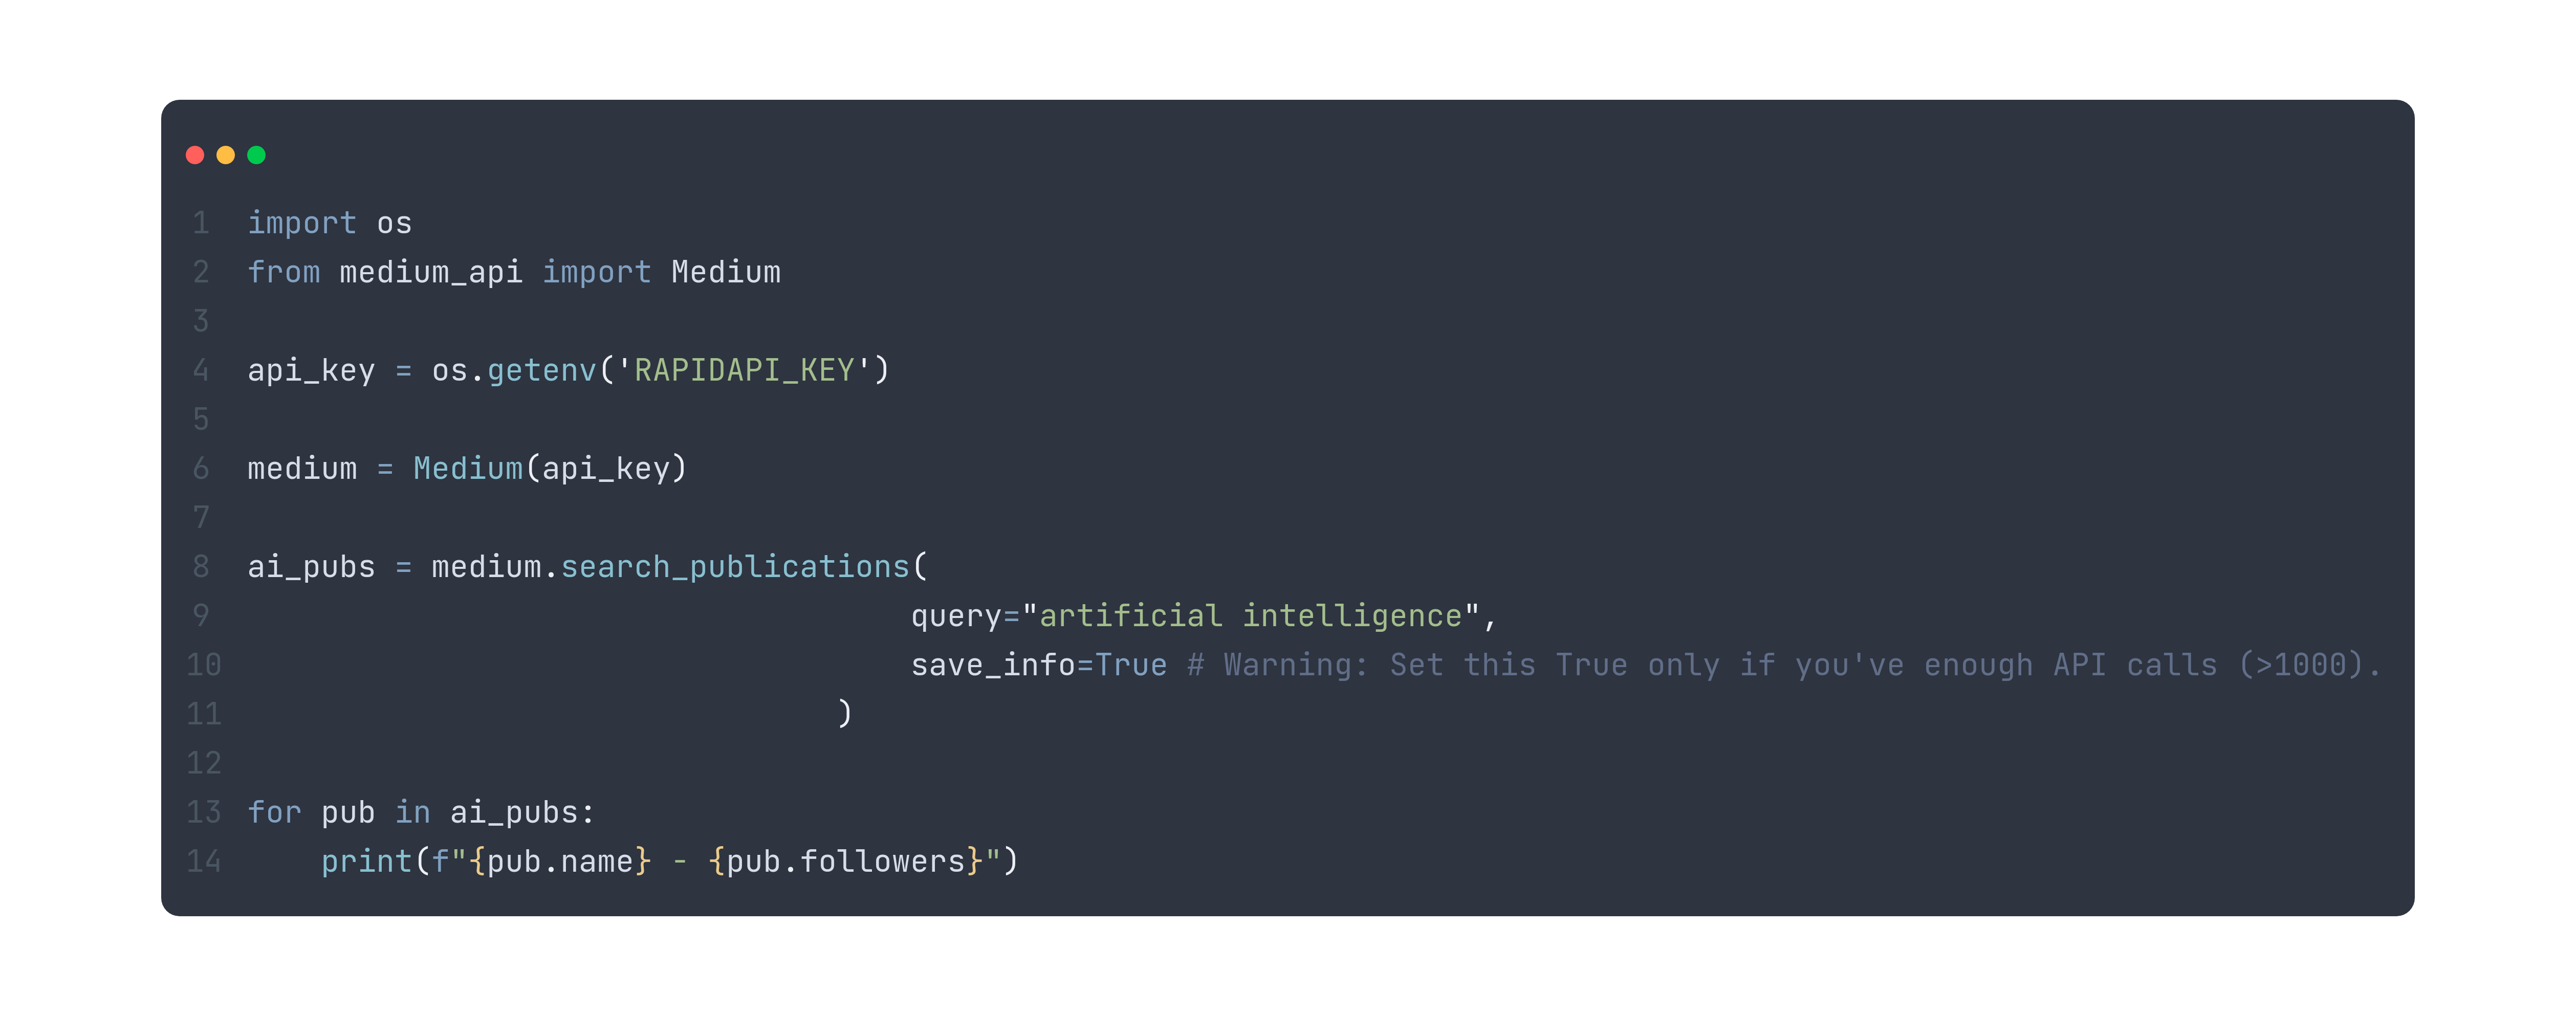 1 import os
2 from medium_api import Medium
3
4 api_key = os.getenv('RAPIDAPI_KEY')
5
6 medium = Medium(api_key)
7
8 ai_pubs = medium.search_publications(
9                                     query="artificial intelligence",
10                                    save_info=True # Warning: Set this True only if you've enough API calls (>1000).
11                                )
12
13 for pub in ai_pubs:
14     print(f"{pub.name} - {pub.followers}")